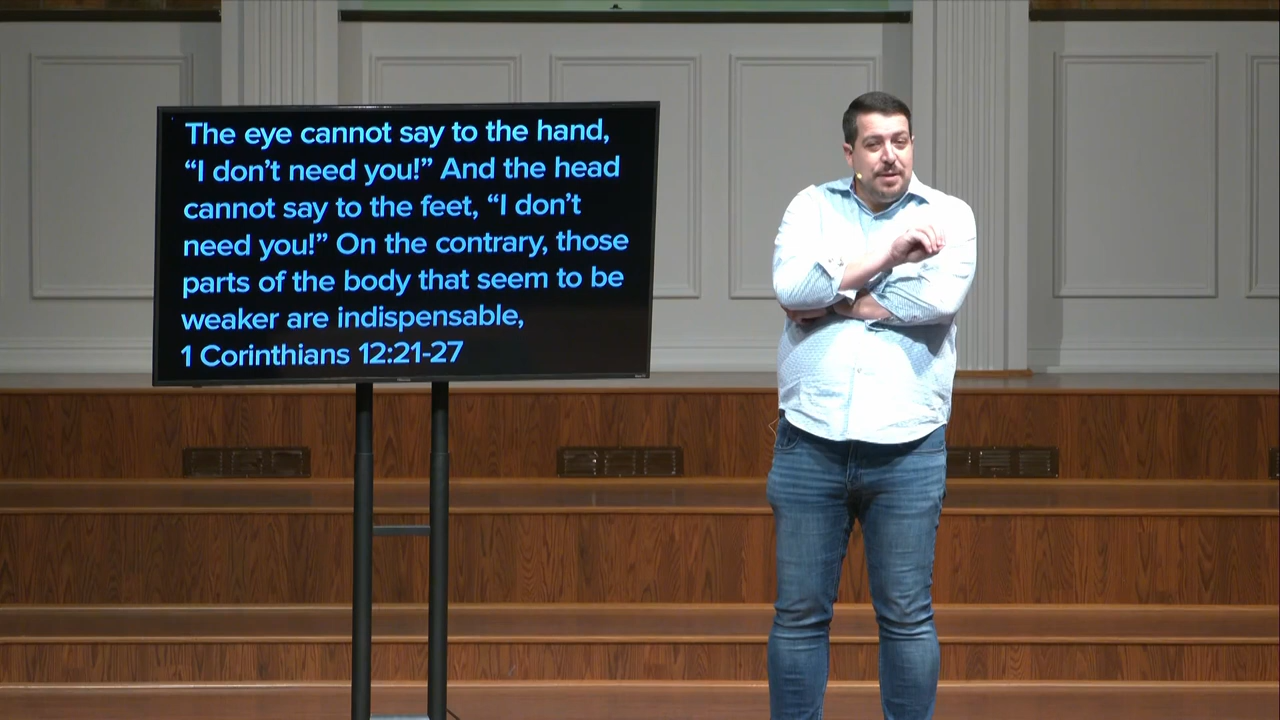 The eye cannot say to the hand,
“I don’t need you!” And the head
cannot say to the feet, “I don’t
need you!” On the contrary, those
parts of the body that seem to be
weaker are indispensable,
1 Corinthians 12:21-27